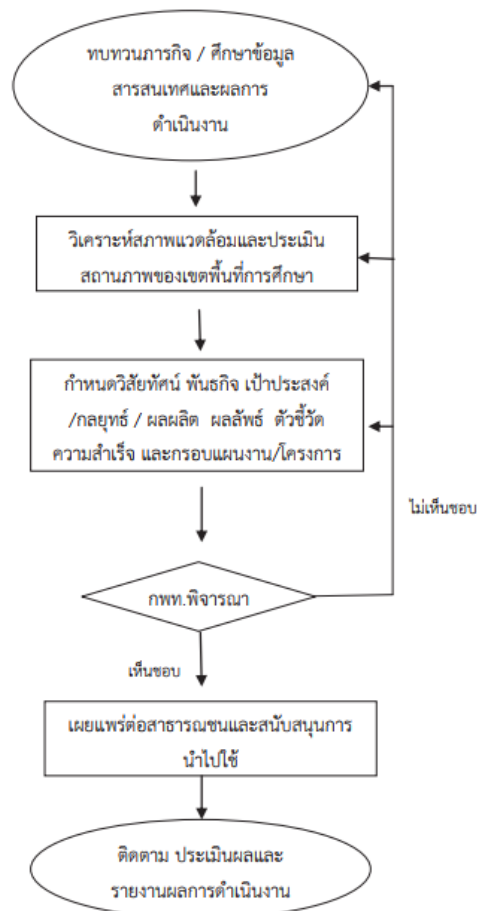 ทบทวนภารกิจ / ศึกษาข้อมูล
สารสนเทศและผลการ
ดำเนินงาน
วิเคราะห์สภาพแวดล้อมและประเมิน
สถานภาพของเขตพื้นที่การศึกษา
กำหนดวิสัยทัศน์ พันธกิจ เป้าประสงค์
/กลยุทธ์ / ผลผลิต ผลลัพธ์ ตัวชี้วัด
ความสำเร็จ และกรอบแผนงาน/โครงการ
ไม่เห็นชอบ
กพท.พิจารณา
เห็นชอบ
เผยแพร่ต่อสาธารณชนและสนับสนุนการ
นำไปใช้
ติดตาม ประเมินผลและ
รายงานผลการดำเนินงาน